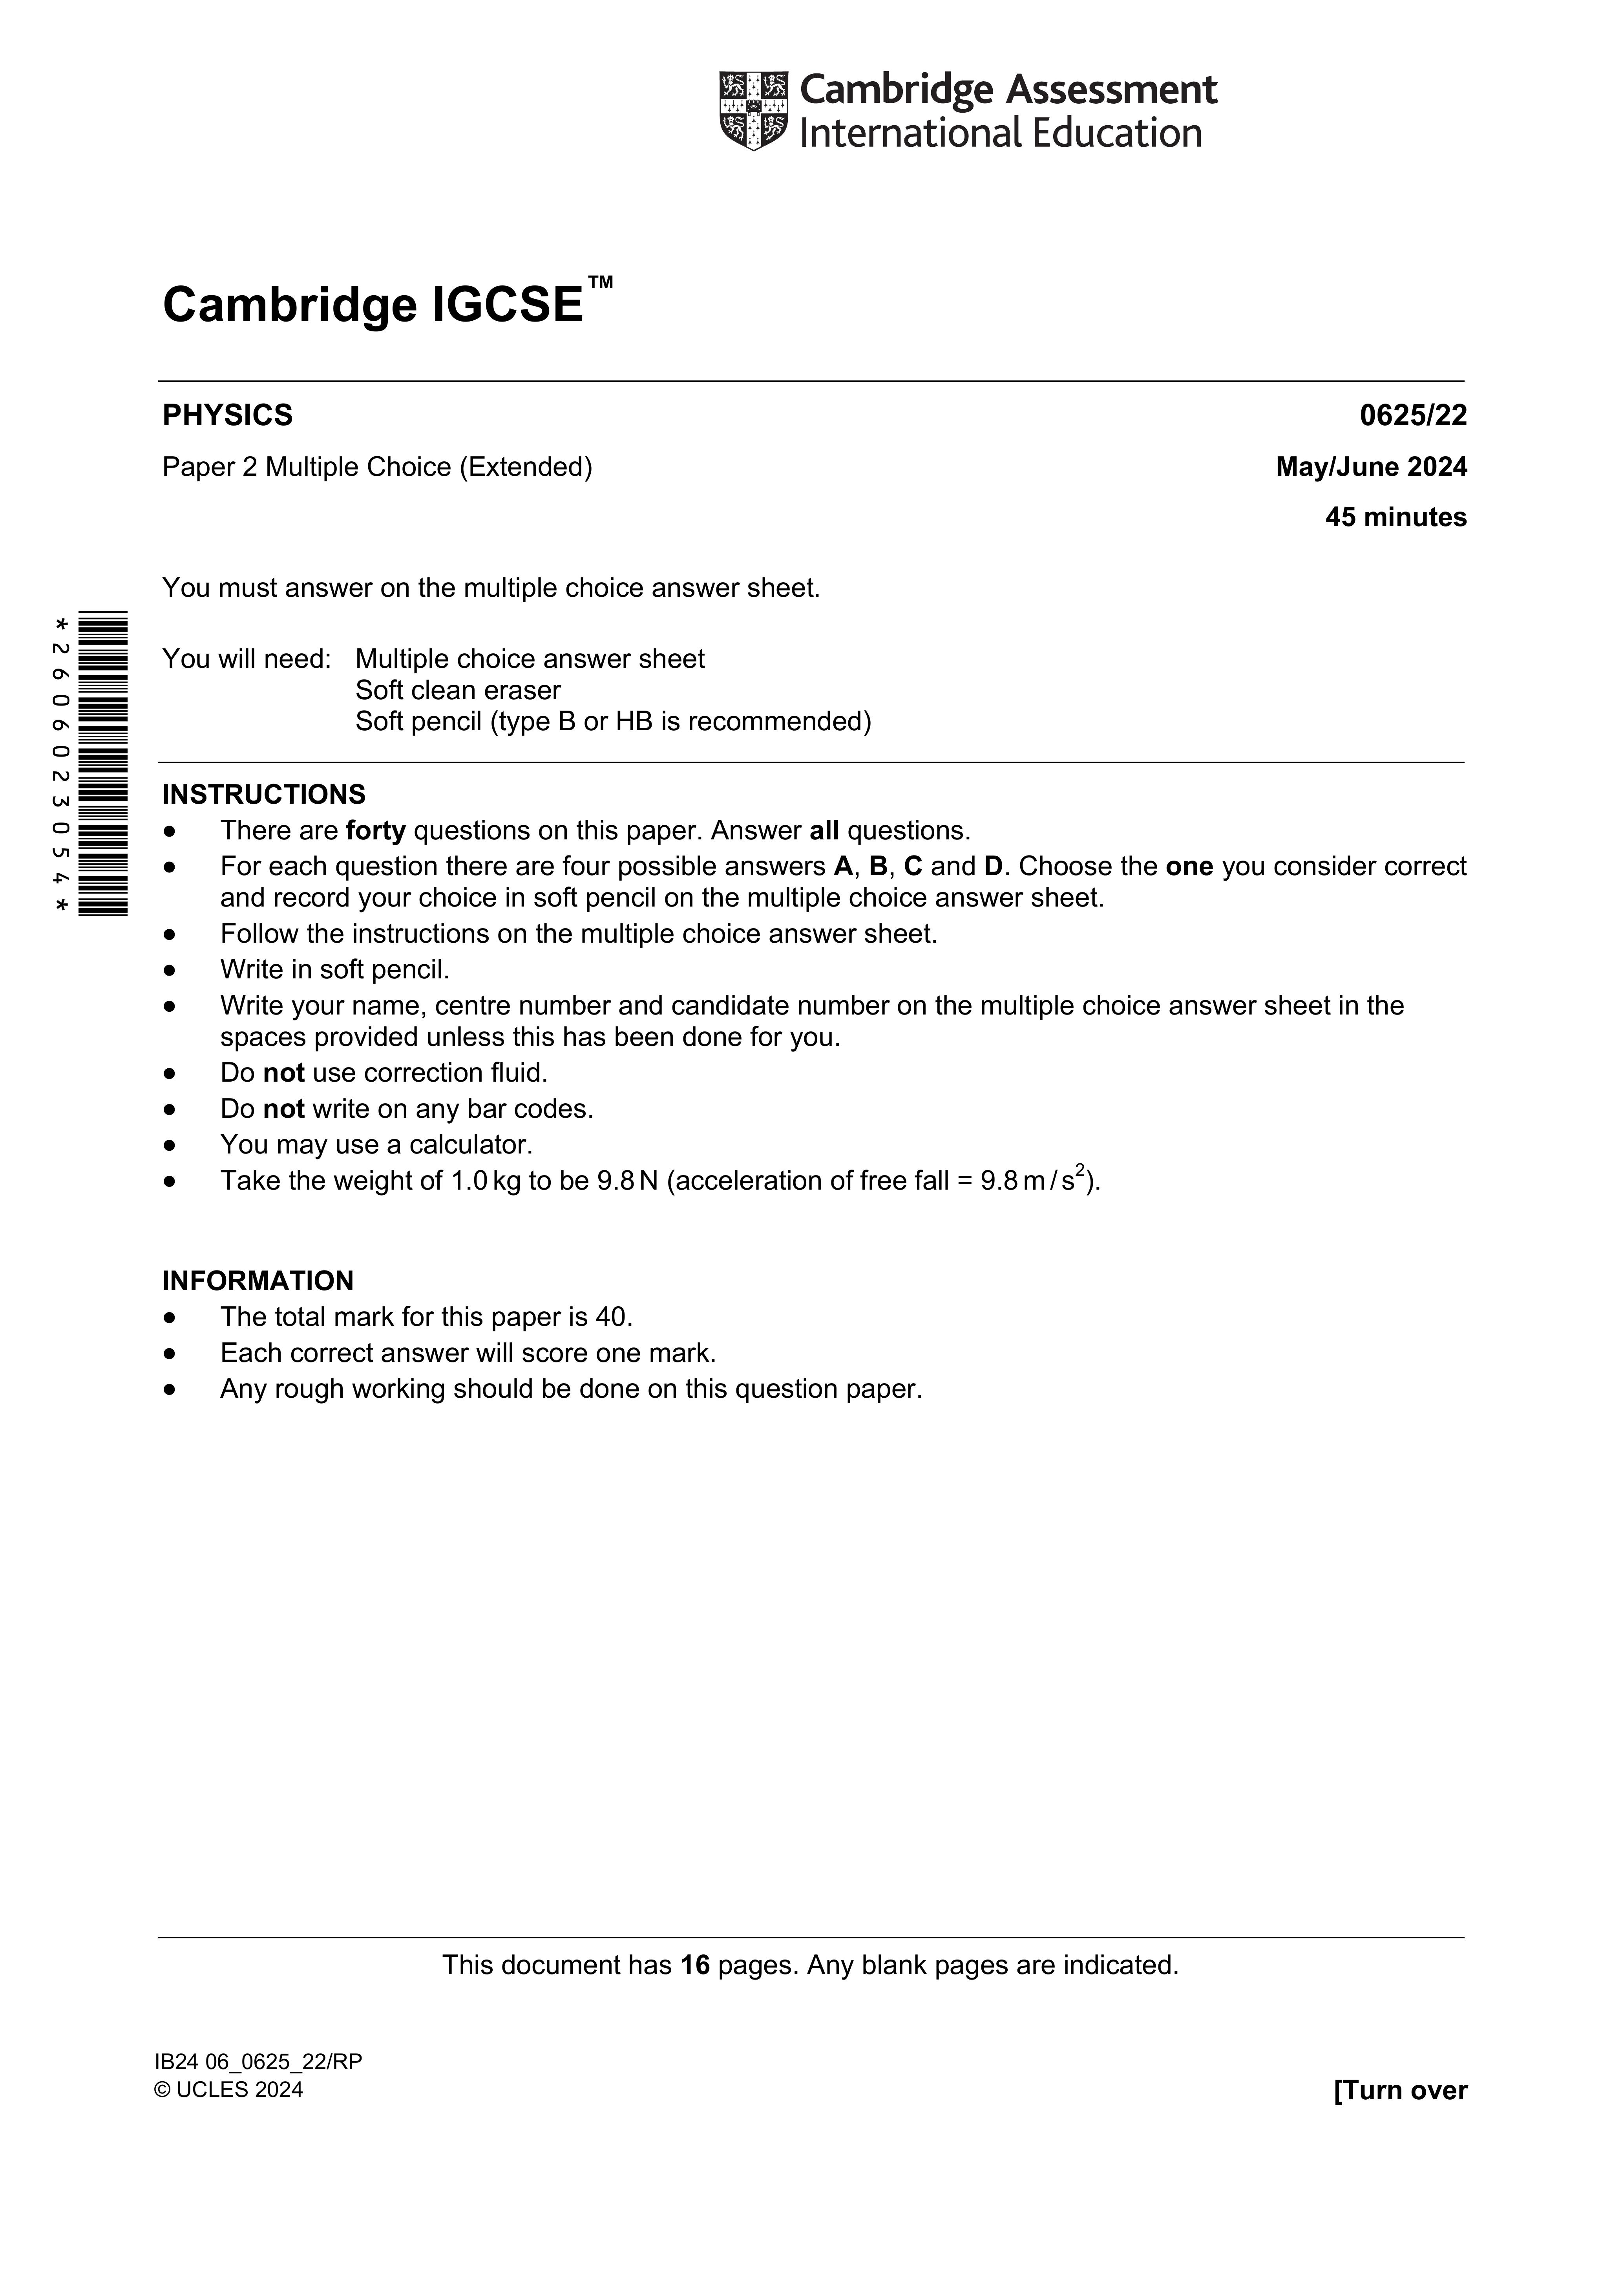 Cambridge Assessment
International Education
Cambridge IGCSE™
PHYSICS 0625/22
Paper 2 Multiple Choice (Extended) May/June 2024
45 minutes
You must answer on the multiple choice answer sheet.
You will need: Multiple choice answer sheet
Soft clean eraser
Soft pencil (type B or HB is recommended)
*2606023054*
INSTRUCTIONS
● There are forty questions on this paper. Answer all questions.
● For each question there are four possible answers A, B, C and D. Choose the one you consider correct
and record your choice in soft pencil on the multiple choice answer sheet.
● Follow the instructions on the multiple choice answer sheet.
● Write in soft pencil.
● Write your name, centre number and candidate number on the multiple choice answer sheet in the
spaces provided unless this has been done for you.
● Do not use correction fluid.
● Do not write on any bar codes.
● You may use a calculator.
● Take the weight of 1.0 kg to be 9.8 N (acceleration of free fall = 9.8 m / s²).
INFORMATION
● The total mark for this paper is 40.
● Each correct answer will score one mark.
● Any rough working should be done on this question paper.
This document has 16 pages. Any blank pages are indicated.
IB24 06_0625_22/RP
© UCLES 2024 [Turn over